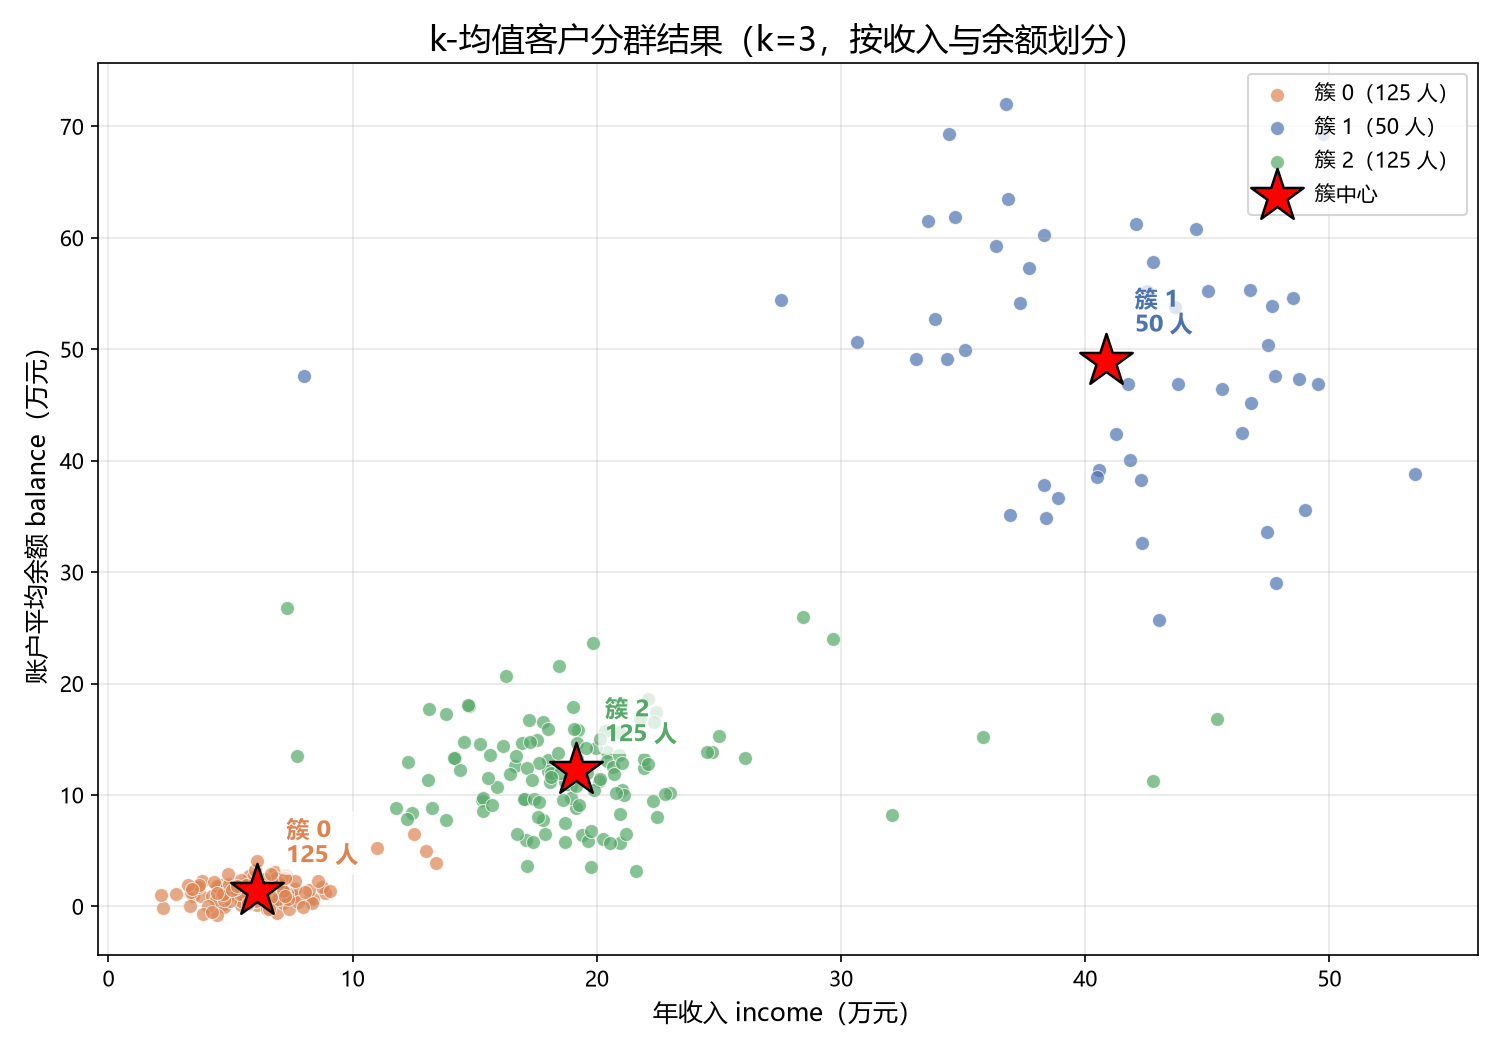 k-均值客户分群结果（k=3，按收入与余额划分）
簇 0（125 人）
簇 1（50 人）
簇 2（125 人）
簇中心
70
60
50
40
30
20
10
0
账户平均余额 balance（万元）
簇 1
50 人
簇 2
125 人
簇 0
125 人
0
10
20
30
40
50
年收入 income（万元）